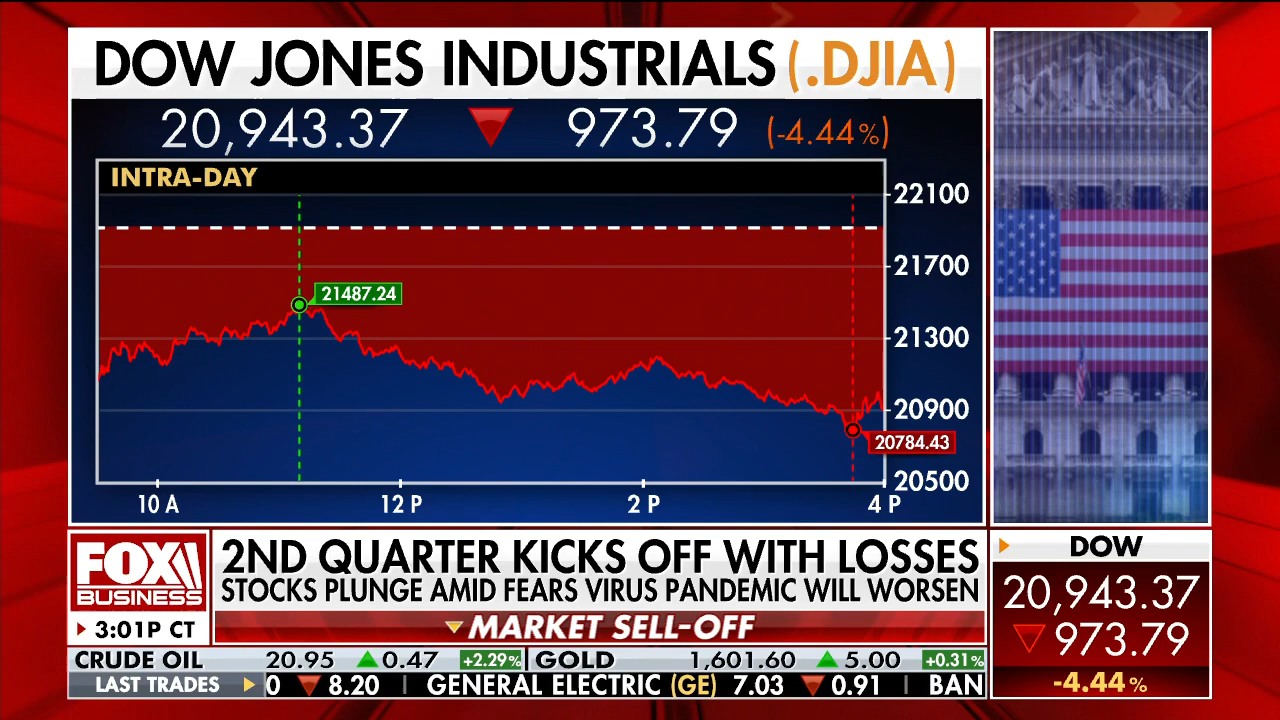 DOW JONES INDUSTRIALS (.DJIA)
20,943.37 ▼ 973.79 (-4.44%)
INTRA-DAY
22100
21700
21300
20900
20500
21487.24
20784.43
10 A 12 P 2 P 4 P
FOX
BUSINESS
3:01P CT
2ND QUARTER KICKS OFF WITH LOSSES
STOCKS PLUNGE AMID FEARS VIRUS PANDEMIC WILL WORSEN
MARKET SELL-OFF
CRUDE OIL 20.95 ▲ 0.47 +2.29% GOLD 1,601.60 ▲ 5.00 +0.31%
LAST TRADES 0 ▼ 8.20 | GENERAL ELECTRIC (GE) 7.03 ▼ 0.91 | BAN
DOW
20,943.37
▽ 973.79
-4.44%